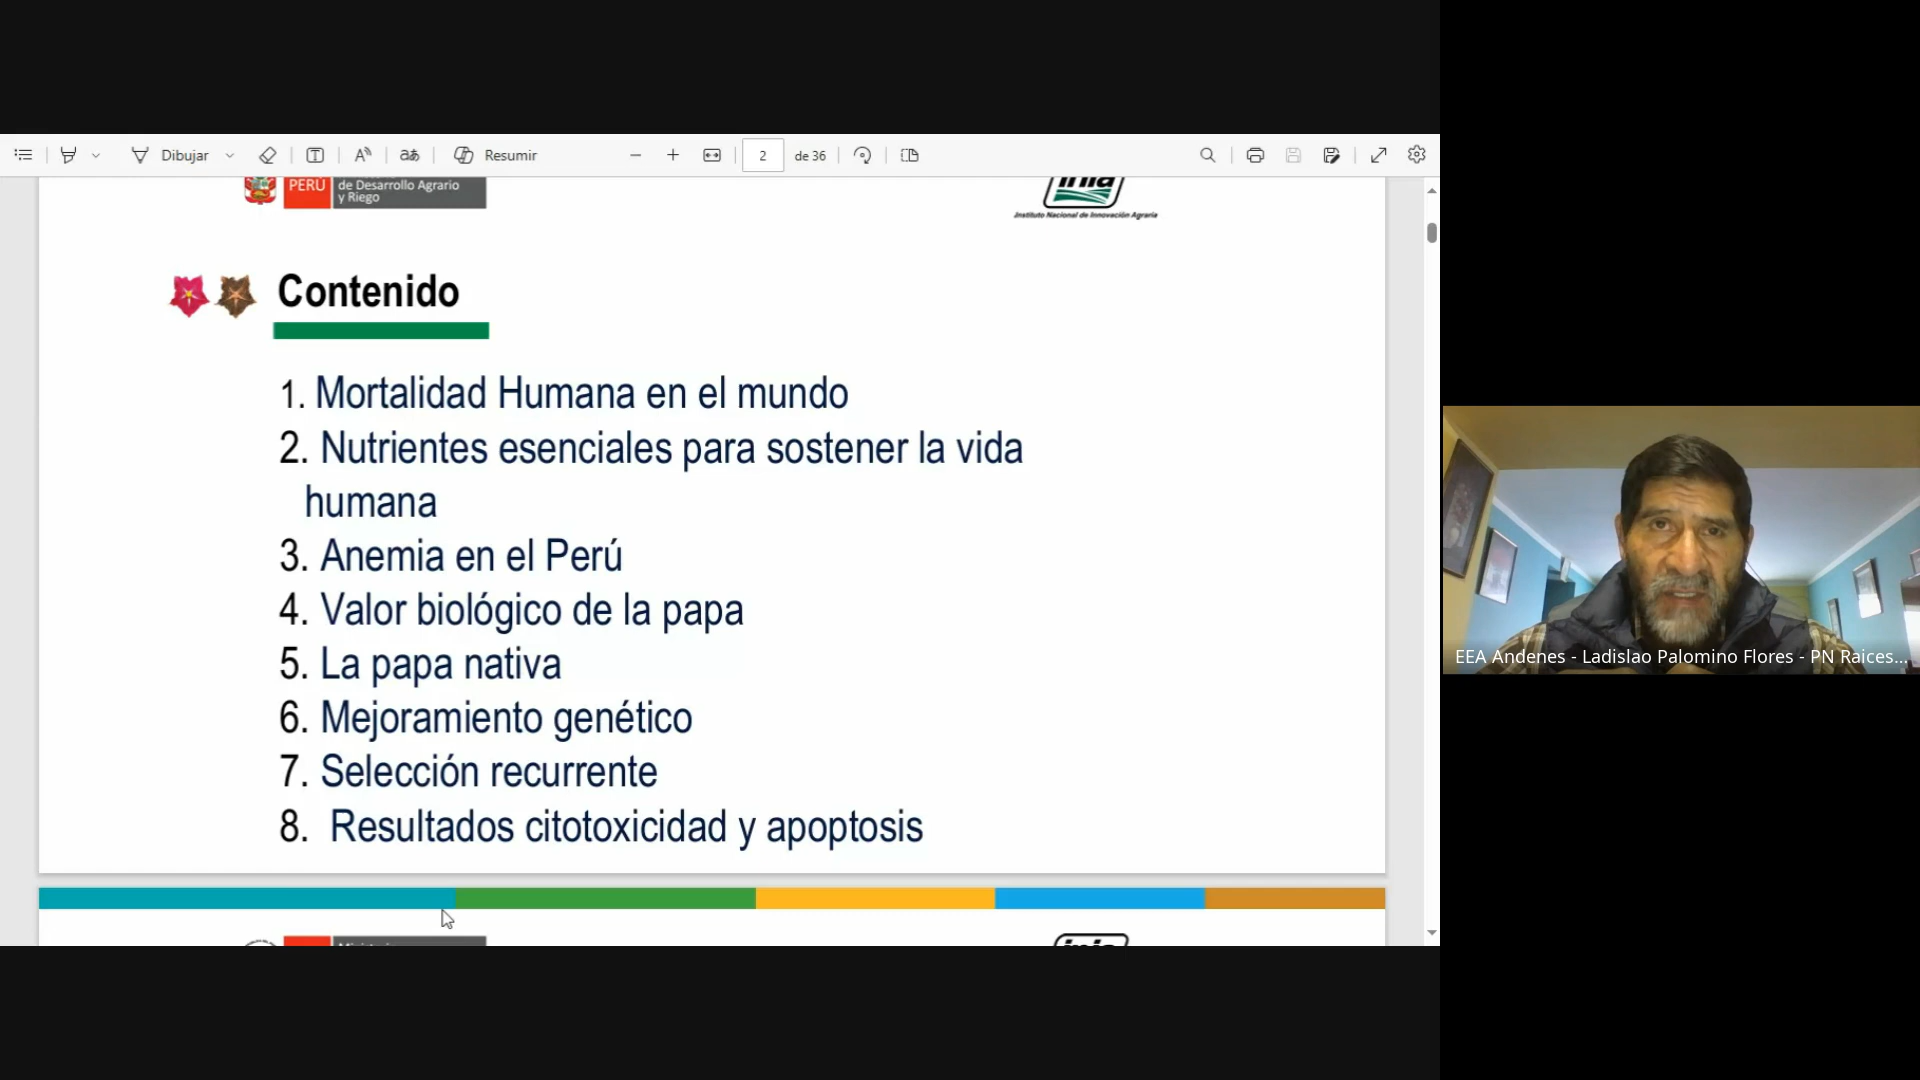 Dibujar
Resumir
2
de 36
PERÚ
de Desarrollo Agrario
y Riego
inia
Instituto Nacional de Innovación Agraria
Contenido
1. Mortalidad Humana en el mundo
2. Nutrientes esenciales para sostener la vida
humana
3. Anemia en el Perú
4. Valor biológico de la papa
5. La papa nativa
6. Mejoramiento genético
7. Selección recurrente
8. Resultados citotoxicidad y apoptosis
EEA Andenes - Ladislao Palomino Flores - PN Raices...